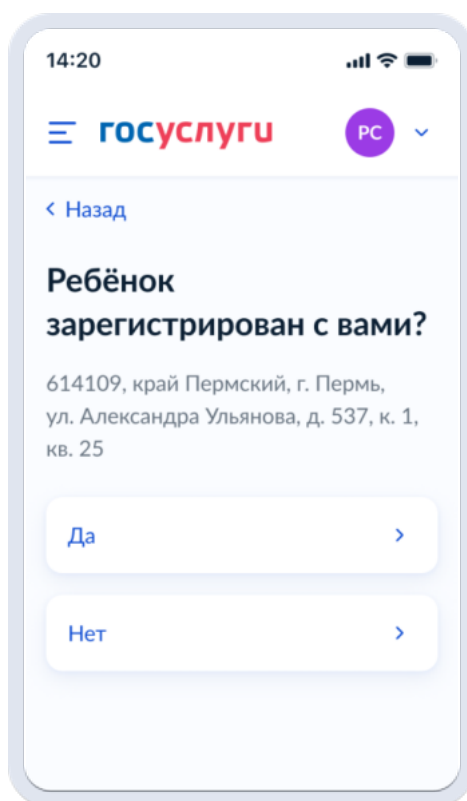 14:20
госуслуги
РС
Назад
Ребёнок
зарегистрирован с вами?
614109, край Пермский, г. Пермь,
ул. Александра Ульянова, д. 537, к. 1,
кв. 25
Да
Нет